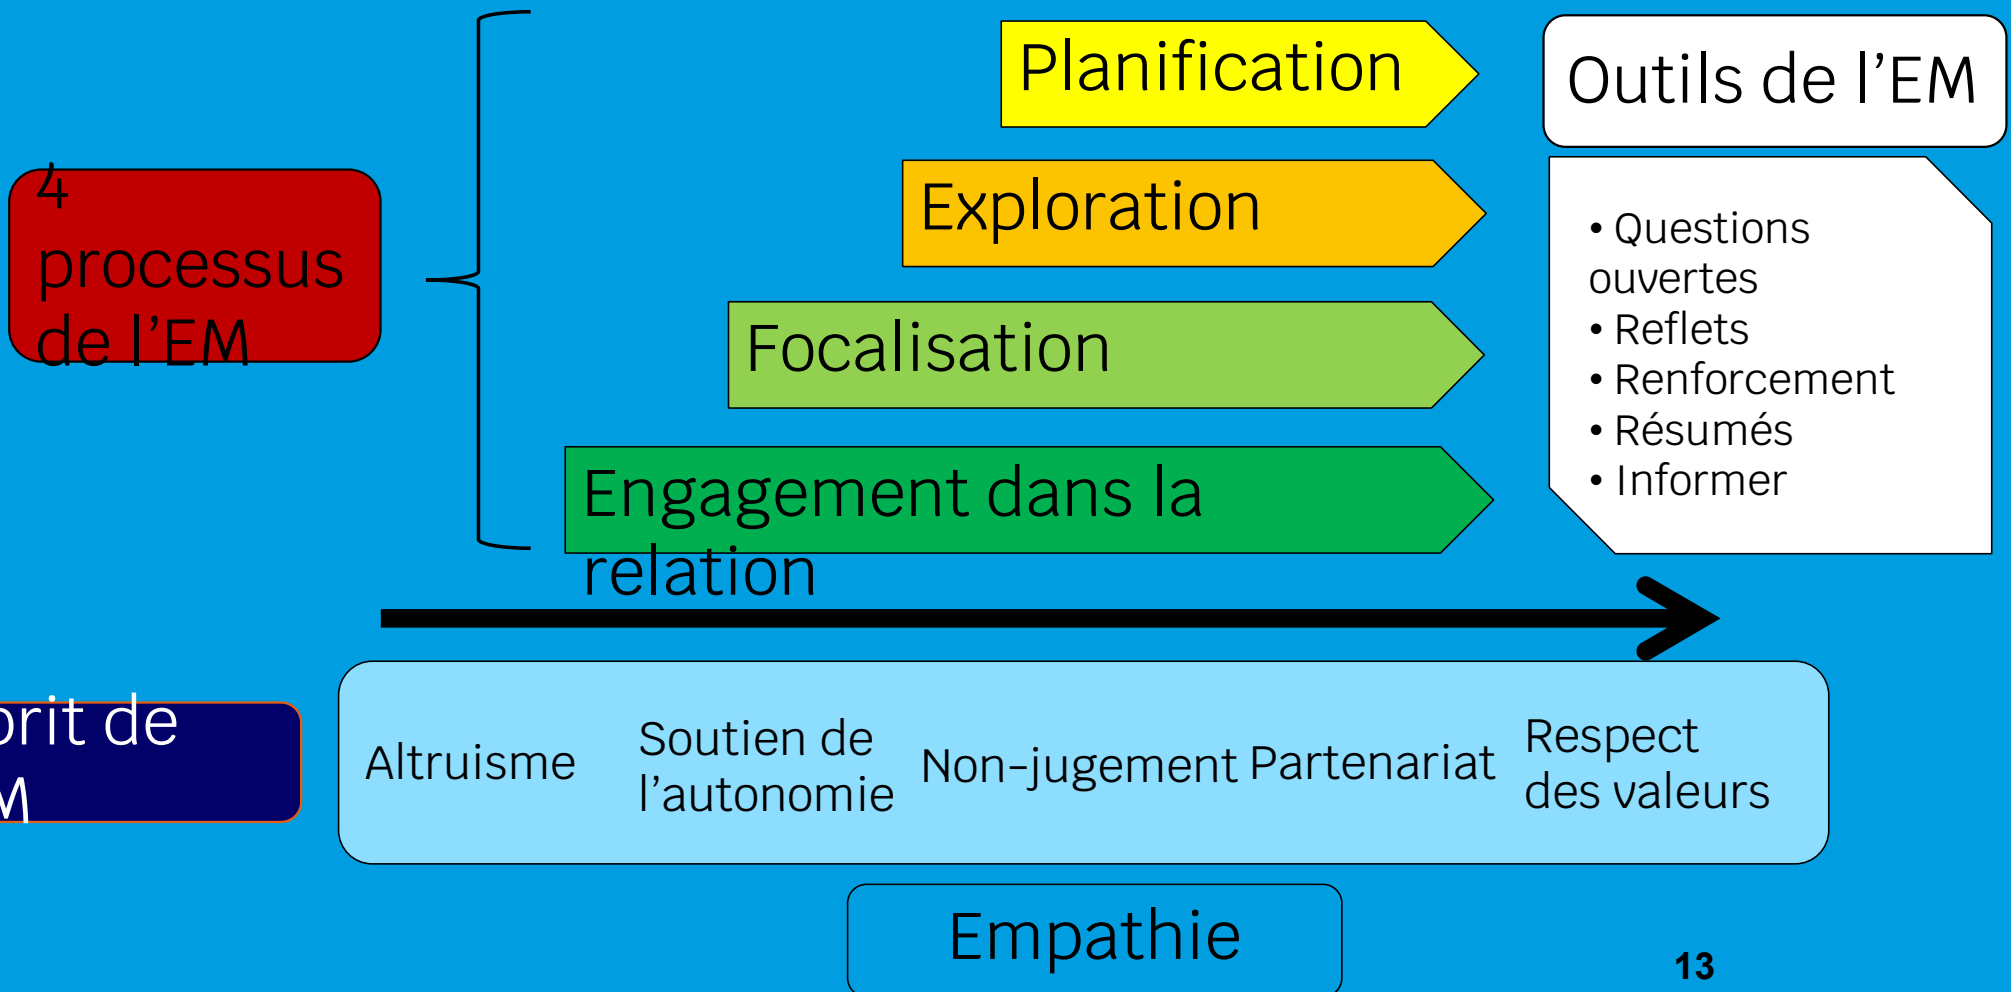 4
processus
de l’EM
Planification
Exploration
Focalisation
Engagement dans la
relation
Outils de l’EM
• Questions
ouvertes
• Reflets
• Renforcement
• Résumés
• Informer
de
Altruisme
Soutien de
l’autonomie
Non-jugement
Partenariat
Respect
des valeurs
Empathie
13